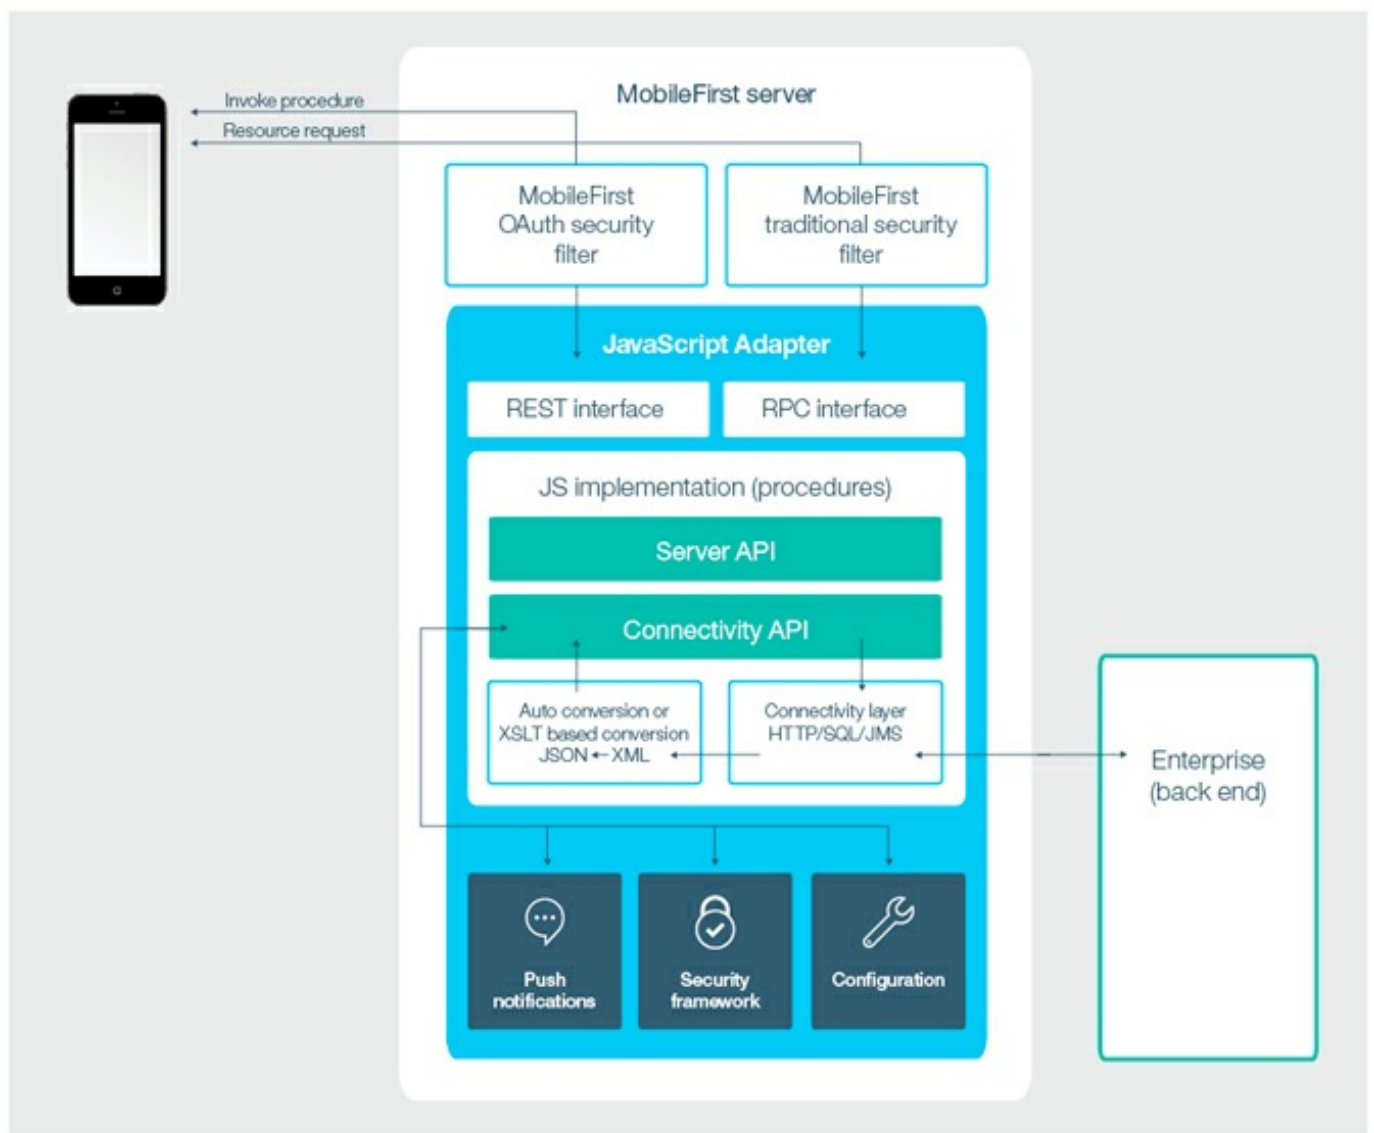 MobileFirst server
Invoke procedure
Resource request
MobileFirst
OAuth security
filter
MobileFirst
traditional security
filter
JavaScript Adapter
REST interface
RPC interface
JS implementation (procedures)
Server API
Connectivity API
Auto conversion or
XSLT based conversion
JSON ← XML
Connectivity layer
HTTP/SQL/JMS
Enterprise
(back end)
Push
notifications
Security
framework
Configuration